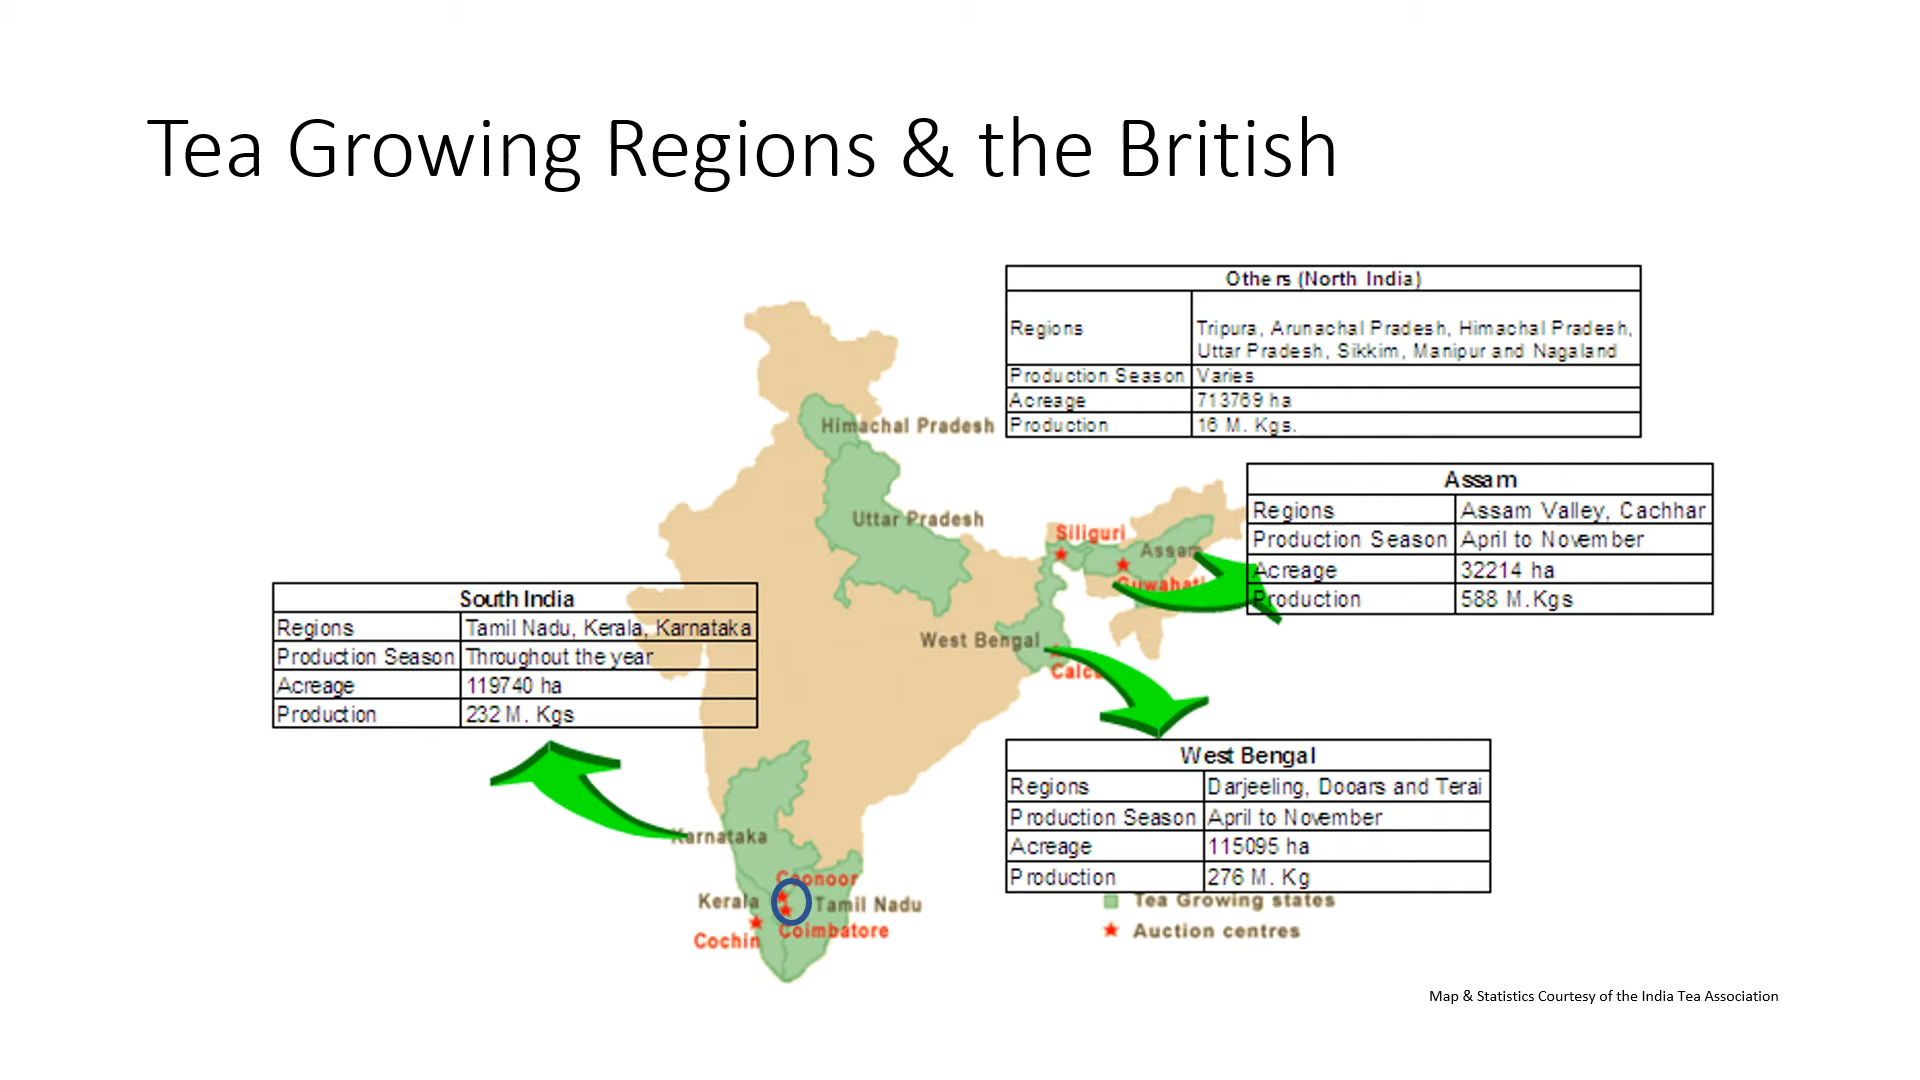 Tea Growing Regions & the British
Others (North India)
Regions
Tripura, Arunachal Pradesh, Himachal Pradesh,
Uttar Pradesh, Sikkim, Manipur and Nagaland
Production Season Varies
Acreage 713769 ha
Production 16 M. Kgs.
Himachal Pradesh
Uttar Pradesh
Siliguri
Assam
Guwahati
West Bengal
Assam
Regions Assam Valley, Cachhar
Production Season April to November
Acreage 32214 ha
Production 588 M.Kgs
South India
Regions Tamil Nadu, Kerala, Karnataka
Production Season Throughout the year
Acreage 119740 ha
Production 232 M. Kgs
West Bengal
Regions Darjeeling, Dooars and Terai
Production Season April to November
Acreage 115095 ha
Production 276 M. Kg
Karnataka
Coonoor
Kerala
Tamil Nadu
Coimbatore
Cochin
Tea Growing states
Auction centres
Map & Statistics Courtesy of the India Tea Association